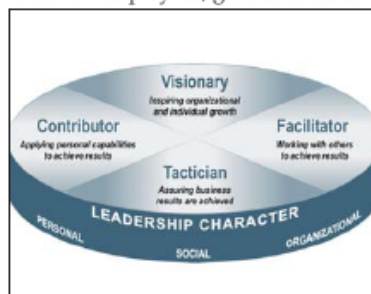 Visionary
Inspiring organizational
and individual growth
Contributor
Applying personal capabilities
to achieve results
Facilitator
Working with others
to achieve results
Tactician
Assuring business
results are achieved
LEADERSHIP CHARACTER
PERSONAL
SOCIAL
ORGANIZATIONAL